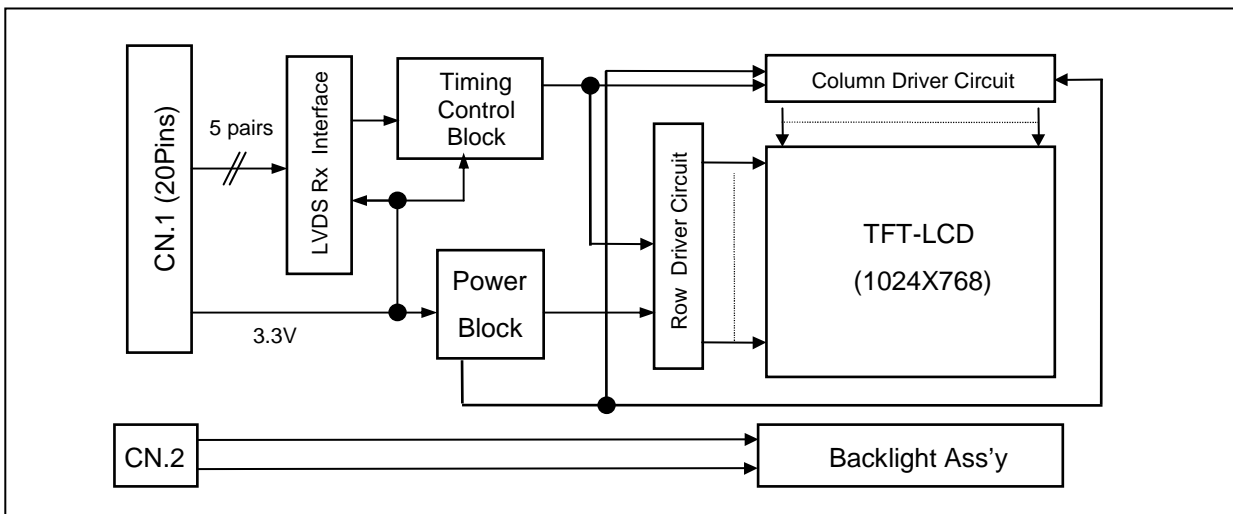 CN.1 (20Pins)
5 pairs
3.3V
LVDS Rx Interface
Timing
Control
Block
Power
Block
Row Driver Circuit
Column Driver Circuit
TFT-LCD
(1024X768)
CN.2
Backlight Ass'y